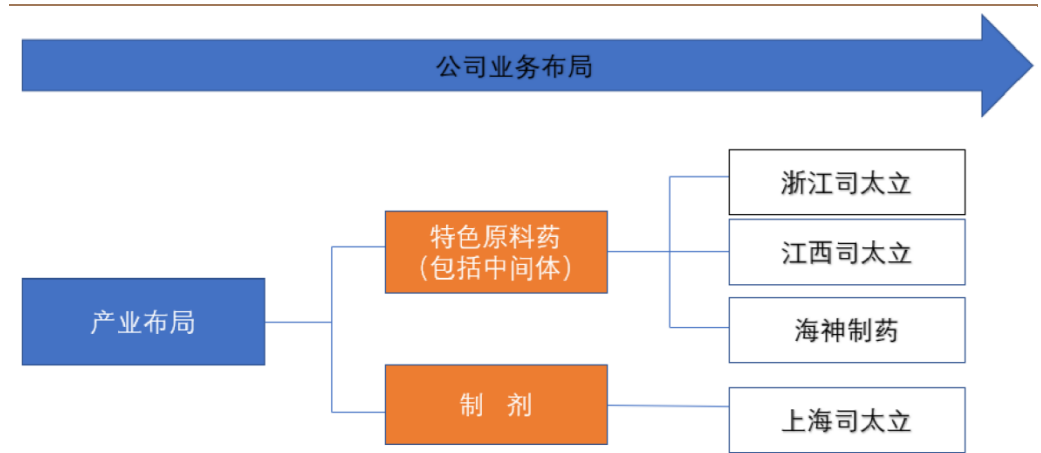 公司业务布局
浙江司太立
特色原料药
（包括中间体）
江西司太立
产业布局
海神制药
制 剂
上海司太立